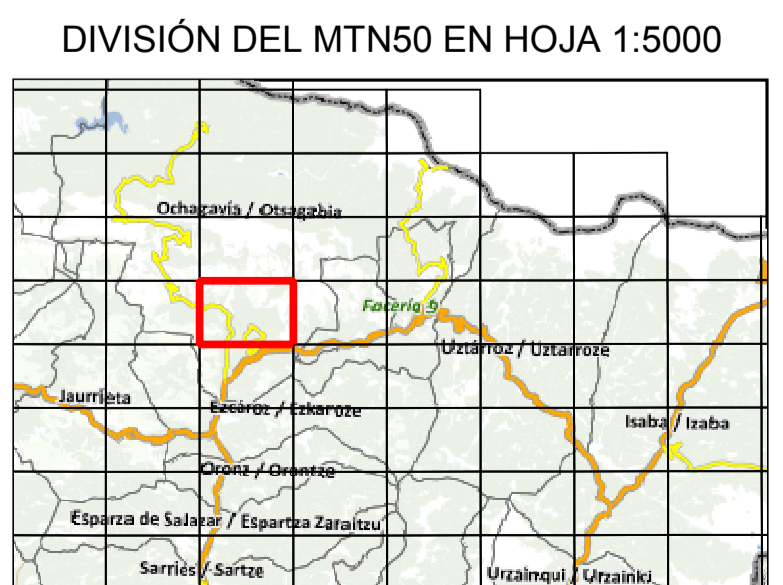 DIVISIÓN DEL MTN50 EN HOJA 1:5000
Ochagavía / Otsagabia
Facería 9
Uztárroz / Uztarroze
Jaurrieta
Ezcároz / Ezkaroze
Isaba / Izaba
Oronz / Orontze
Esparza de Salazar / Espartza Zaraitzu
Sarriés / Sartze
Urzainqui / Urzainki